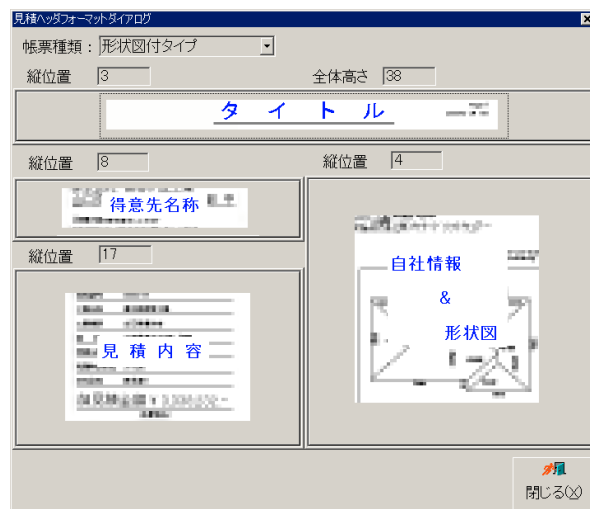 見積ヘッダフォーマットダイアログ
帳票種類：形状図付タイプ
縦位置 3 全体高さ 38
タイトル
縦位置 8
得意先名称
縦位置 17
見積内容
縦位置 4
自社情報
&
形状図
閉じる(X)